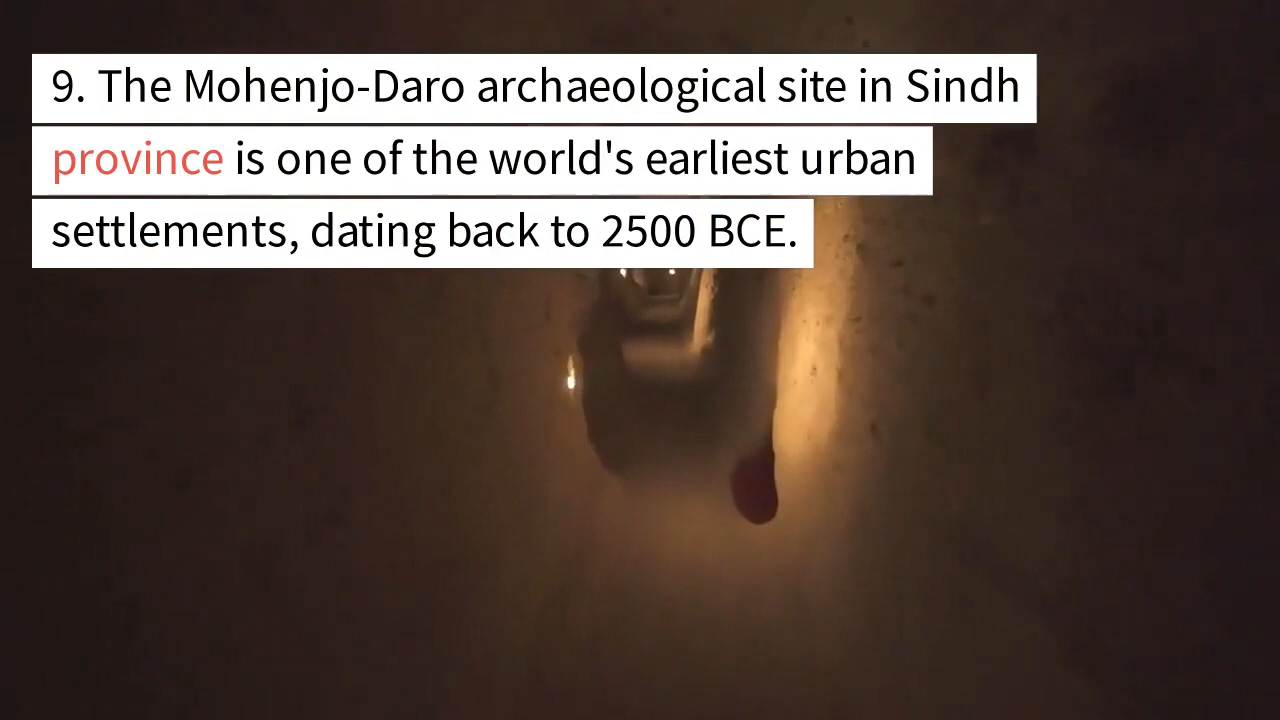 9. The Mohenjo-Daro archaeological site in Sindh
province is one of the world's earliest urban
settlements, dating back to 2500 BCE.